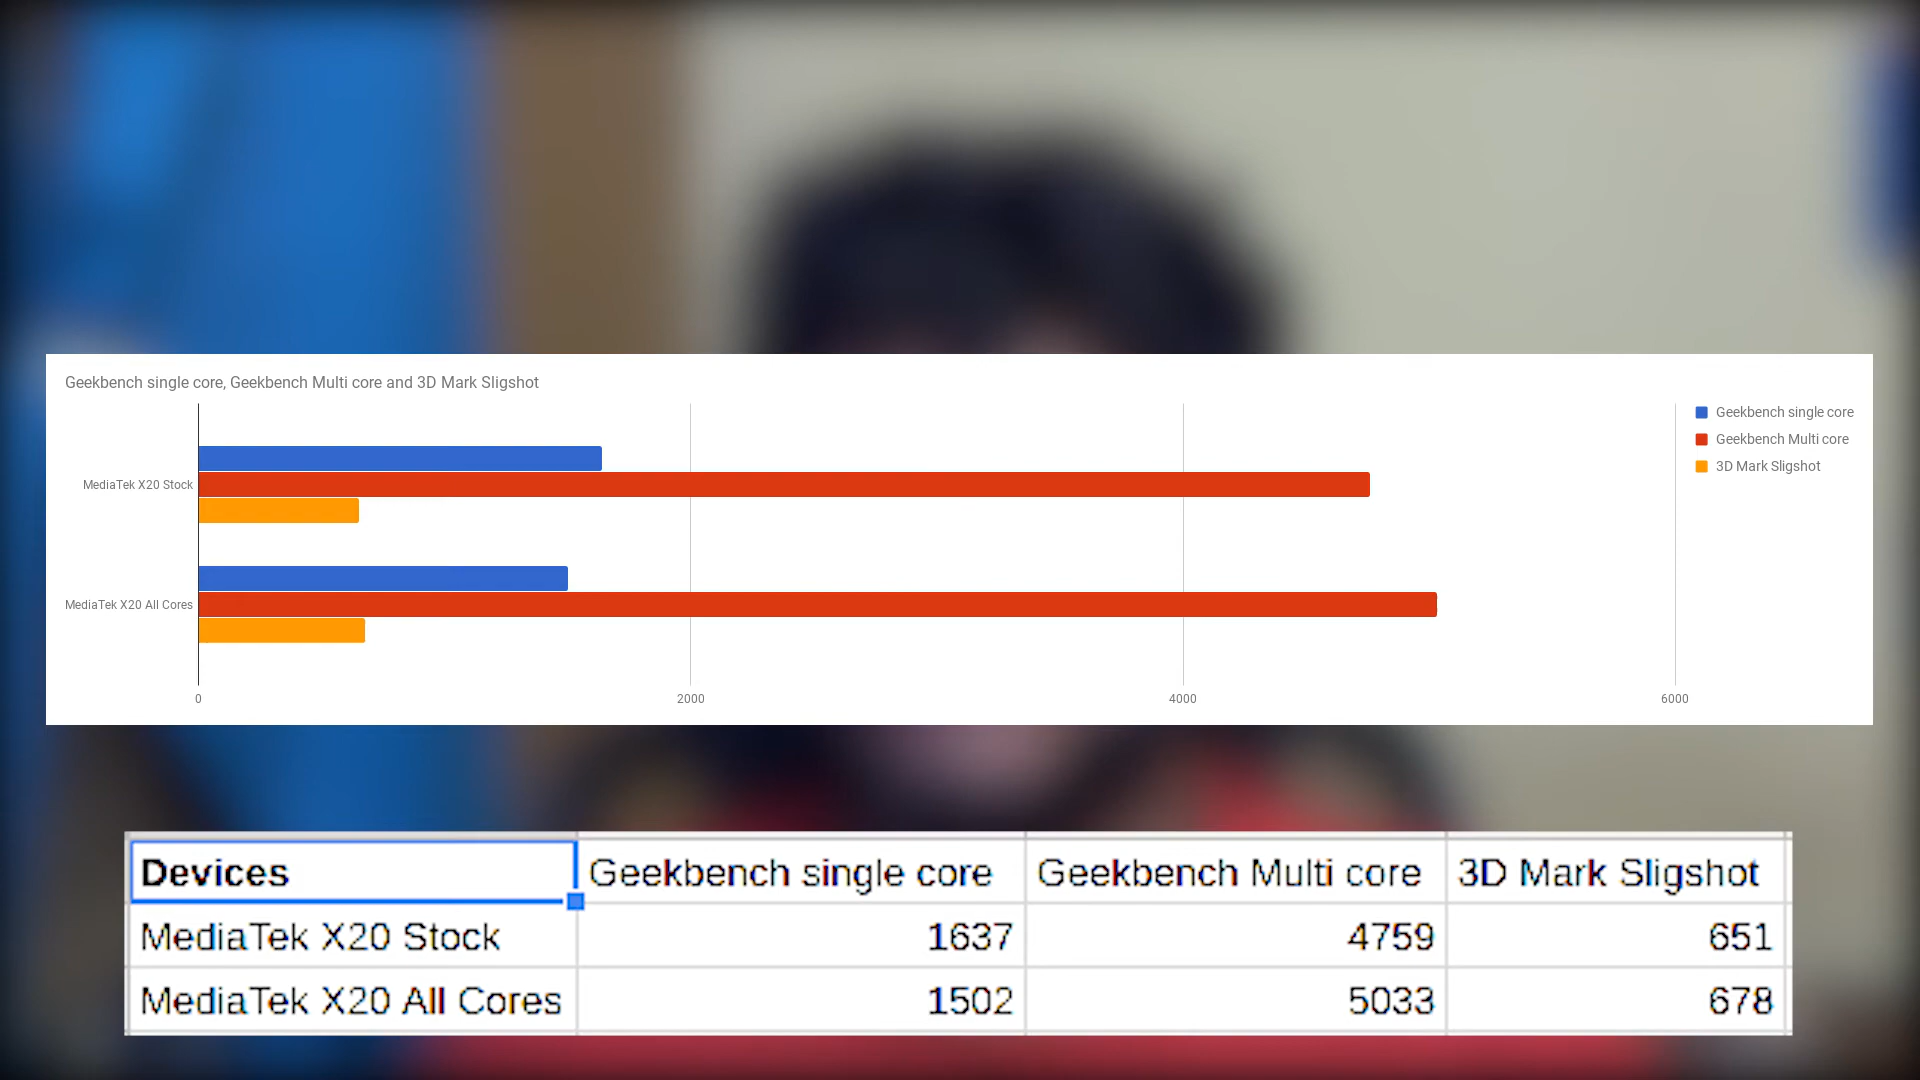 Geekbench single core, Geekbench Multi core and 3D Mark Sligshot
Geekbench single core
Geekbench Multi core
3D Mark Sligshot
MediaTek X20 Stock
MediaTek X20 All Cores
0 2000 4000 6000
Devices Geekbench single core Geekbench Multi core 3D Mark Sligshot
MediaTek X20 Stock 1637 4759 651
MediaTek X20 All Cores 1502 5033 678